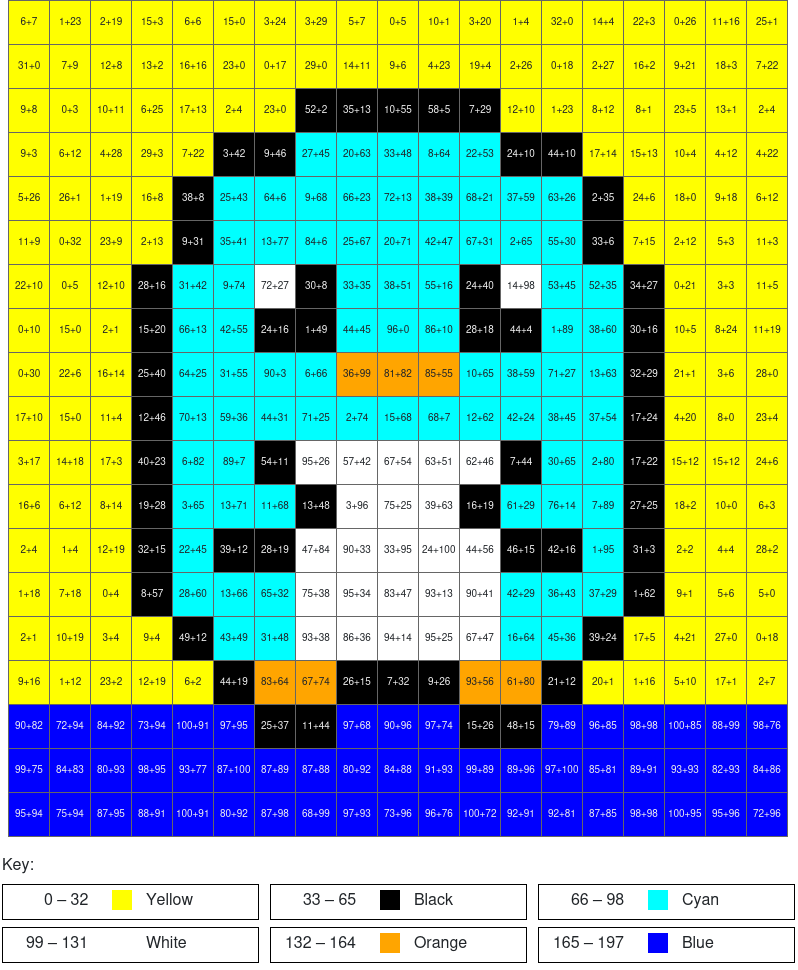 6+7 1+23 2+19 15+3 6+6 15+0 3+24 3+29 5+7 0+5 10+1 3+20 1+4 32+0 14+4 22+3 0+26 11+16 25+1
31+0 7+9 12+8 13+2 16+16 23+0 0+17 29+0 14+11 9+6 4+23 19+4 2+26 0+18 2+27 16+2 9+21 18+3 7+22
9+8 0+3 10+11 6+25 17+13 2+4 23+0 52+2 35+13 10+55 58+5 7+29 12+10 1+23 8+12 8+1 23+5 13+1 2+4
9+3 6+12 4+28 29+3 7+22 3+42 9+46 27+45 20+63 33+48 8+64 22+53 24+10 44+10 17+14 15+13 10+4 4+12 4+22
5+26 26+1 1+19 16+8 38+8 25+43 64+6 9+68 66+23 72+13 38+39 68+21 37+59 63+26 2+35 24+6 18+0 9+18 6+12
11+9 0+32 23+9 2+13 9+31 35+41 13+77 84+6 25+67 20+71 42+47 67+31 2+65 55+30 33+6 7+15 2+12 5+3 11+3
22+10 0+5 12+10 28+16 31+42 9+74 72+27 30+8 33+35 38+51 55+16 24+40 14+98 53+45 52+35 34+27 0+21 3+3 11+5
0+10 15+0 2+1 15+20 66+13 42+55 24+16 1+49 44+45 96+0 86+10 28+18 44+4 1+89 38+60 30+16 10+5 8+24 11+19
0+30 22+6 16+14 25+40 64+25 31+55 90+3 6+66 36+99 81+82 85+55 10+65 38+59 71+27 13+63 32+29 21+1 3+6 28+0
17+10 15+0 11+4 12+46 70+13 59+36 44+31 71+25 2+74 15+68 68+7 12+62 42+24 38+45 37+54 17+24 4+20 8+0 23+4
3+17 14+18 17+3 40+23 6+82 89+7 54+11 95+26 57+42 67+54 63+51 62+46 7+44 30+65 2+80 17+22 15+12 15+12 24+6
16+6 6+12 8+14 19+28 3+65 13+71 11+68 13+48 3+96 75+25 39+63 16+19 61+29 76+14 7+89 27+25 18+2 10+0 6+3
2+4 1+4 12+19 32+15 22+45 39+12 28+19 47+84 90+33 33+95 24+100 44+56 46+15 42+16 1+95 31+3 2+2 4+4 28+2
1+18 7+18 0+4 8+57 28+60 13+66 65+32 75+38 95+34 83+47 93+13 90+41 42+29 36+43 37+29 1+62 9+1 5+6 5+0
2+1 10+19 3+4 9+4 49+12 43+49 31+48 93+38 86+36 94+14 95+25 67+47 16+64 45+36 39+24 17+5 4+21 27+0 0+18
9+16 1+12 23+2 12+19 6+2 44+19 83+64 67+74 26+15 7+32 9+26 93+56 61+80 21+12 20+1 1+16 5+10 17+1 2+7
90+82 72+94 84+92 73+94 100+91 97+95 25+37 11+44 97+68 90+96 97+74 15+26 48+15 79+89 96+85 98+98 100+85 88+99 98+76
99+75 84+83 80+93 98+95 93+77 87+100 87+89 87+88 80+92 84+88 91+93 99+89 89+96 97+100 85+81 89+91 93+93 82+93 84+86
95+94 75+94 87+95 88+91 100+91 80+92 87+98 68+99 97+93 73+96 96+76 100+72 92+91 92+81 87+85 98+98 100+95 95+96 72+96
Key:
0 – 32 Yellow 33 – 65 Black 66 – 98 Cyan
99 – 131 White 132 – 164 Orange 165 – 197 Blue